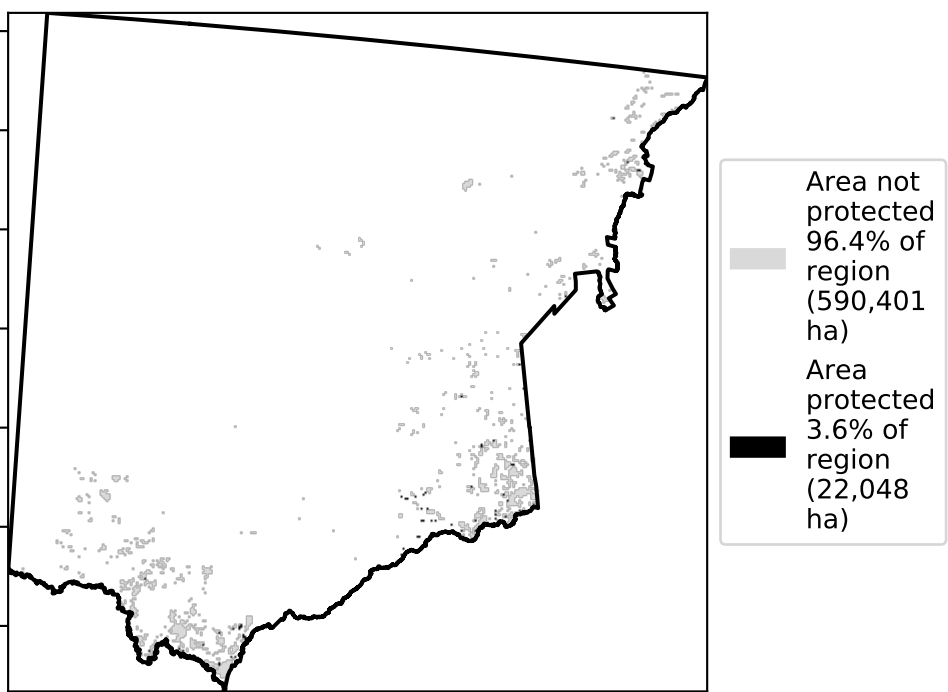 Area not
protected
96.4% of
region
(590,401
ha)
Area
protected
3.6% of
region
(22,048
ha)